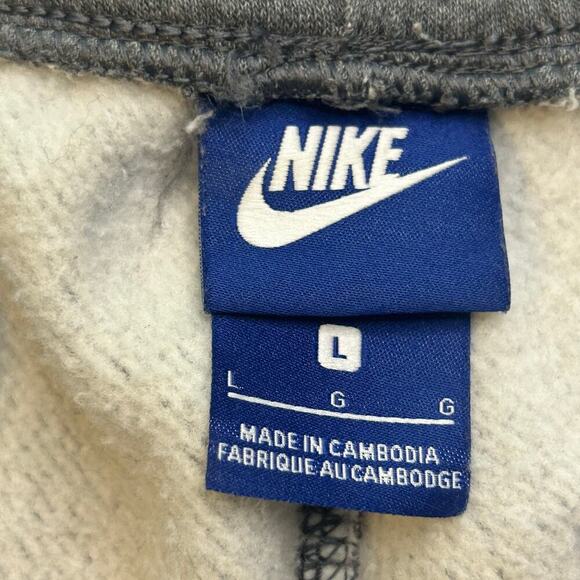 NIKE
L
L G G
MADE IN CAMBODIA
FABRIQUE AU CAMBODGE